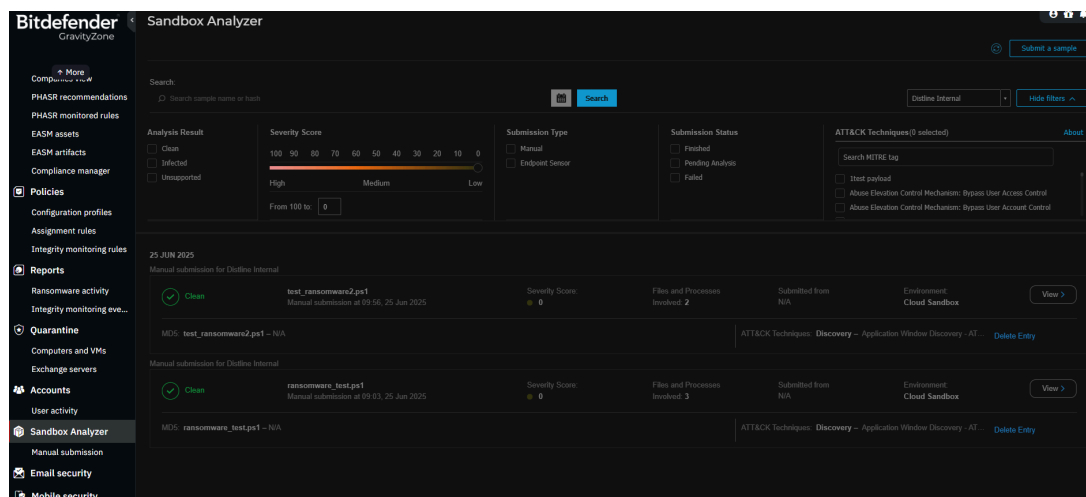 Bitdefender
GravityZone
Sandbox Analyzer
Submit a sample
↑ More
Companies view
PHASR recommendations
PHASR monitored rules
EASM assets
EASM artifacts
Compliance manager
Policies
Configuration profiles
Assignment rules
Integrity monitoring rules
Reports
Ransomware activity
Integrity monitoring eve...
Quarantine
Computers and VMs
Exchange servers
Accounts
User activity
Sandbox Analyzer
Manual submission
Email security
Mobile security
Search:
Search sample name or hash
Search
Distline Internal
Hide filters
Analysis Result
Clean
Infected
Unsupported
Severity Score
100 90 80 70 60 50 40 30 20 10 0
High Medium Low
From 100 to: 0
Submission Type
Manual
Endpoint Sensor
Submission Status
Finished
Pending Analysis
Failed
ATT&CK Techniques(0 selected) About
Search MITRE tag
1test payload
Abuse Elevation Control Mechanism: Bypass User Access Control
Abuse Elevation Control Mechanism: Bypass User Account Control
25 JUN 2025
Manual submission for Distline Internal
Clean
test_ransomware2.ps1
Manual submission at 09:56, 25 Jun 2025
Severity Score:
0
Files and Processes
Involved: 2
Submitted from
N/A
Environment:
Cloud Sandbox
View
MD5: test_ransomware2.ps1 – N/A
ATT&CK Techniques: Discovery – Application Window Discovery - AT...
Delete Entry
Manual submission for Distline Internal
Clean
ransomware_test.ps1
Manual submission at 09:03, 25 Jun 2025
Severity Score:
0
Files and Processes
Involved: 3
Submitted from
N/A
Environment:
Cloud Sandbox
View
MD5: ransomware_test.ps1 – N/A
ATT&CK Techniques: Discovery – Application Window Discovery - AT...
Delete Entry